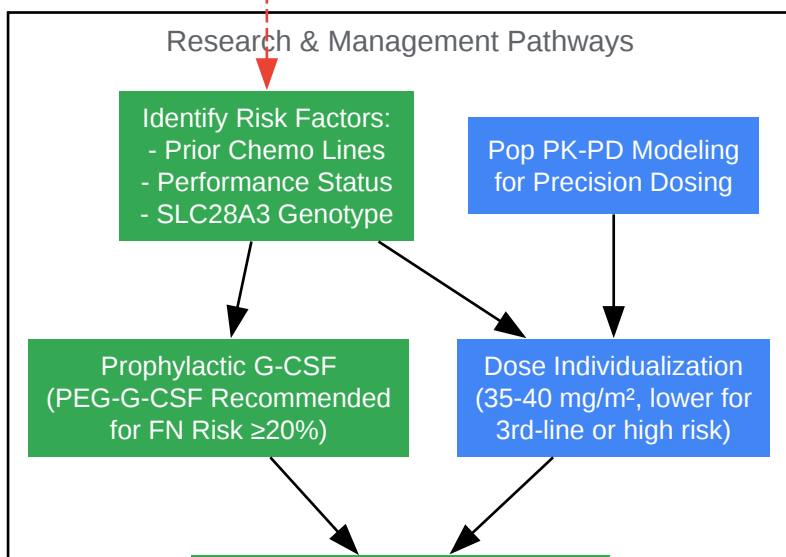 Research & Management Pathways
Identify Risk Factors:
- Prior Chemo Lines
- Performance Status
- SLC28A3 Genotype
Pop PK-PD Modeling
for Precision Dosing
Prophylactic G-CSF
(PEG-G-CSF Recommended
for FN Risk ≥20%)
Dose Individualization
(35-40 mg/m², lower for
3rd-line or high risk)